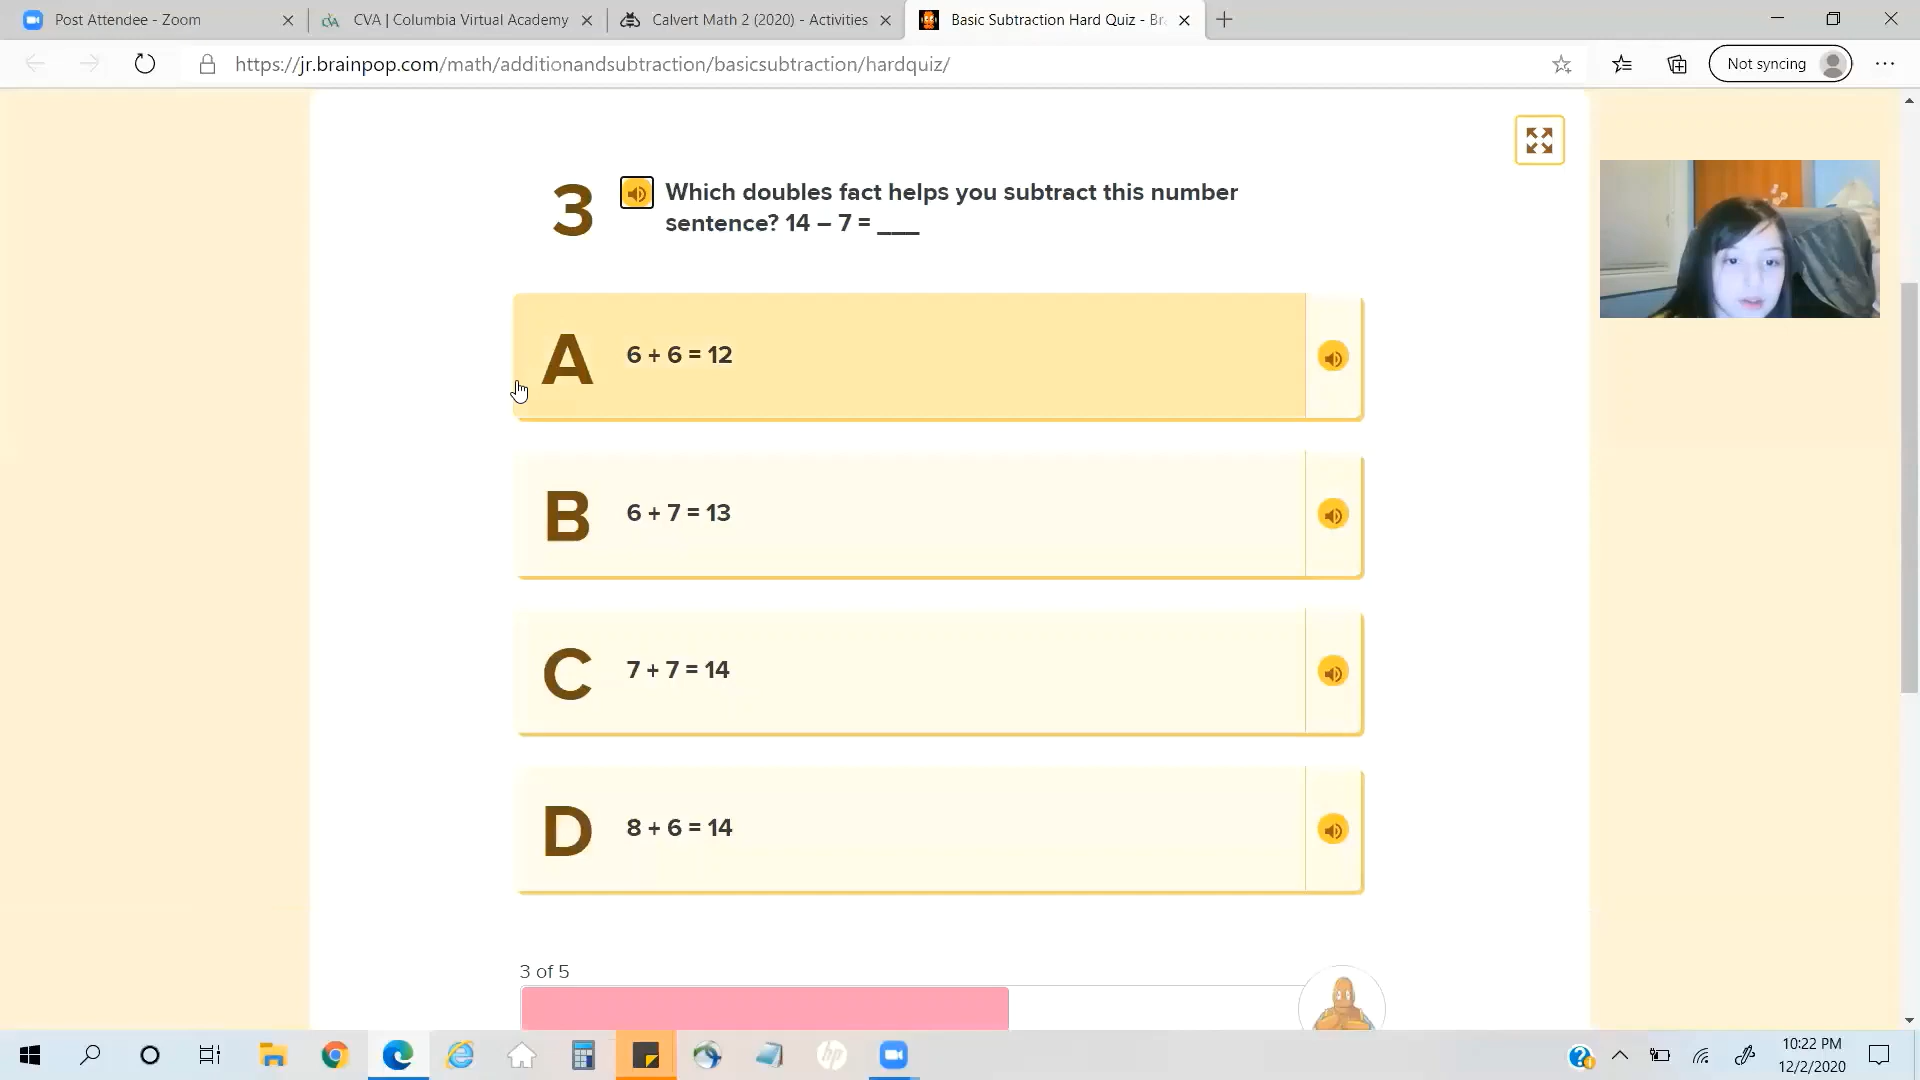 Post Attendee - Zoom
CVA | Columbia Virtual Academy
Calvert Math 2 (2020) - Activities
Basic Subtraction Hard Quiz - Br
https://jr.brainpop.com/math/additionandsubtraction/basicsubtraction/hardquiz/
Not syncing
3
Which doubles fact helps you subtract this number
sentence? 14 – 7 = ___
A 6 + 6 = 12
B 6 + 7 = 13
C 7 + 7 = 14
D 8 + 6 = 14
3 of 5
10:22 PM
12/2/2020